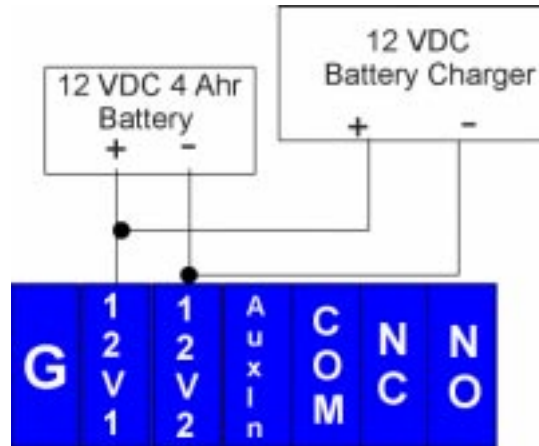 12 VDC 4 Ahr
Battery
+ -
12 VDC
Battery Charger
+ -
G
12V1
12V2
AuxIn
COM
NC
NO